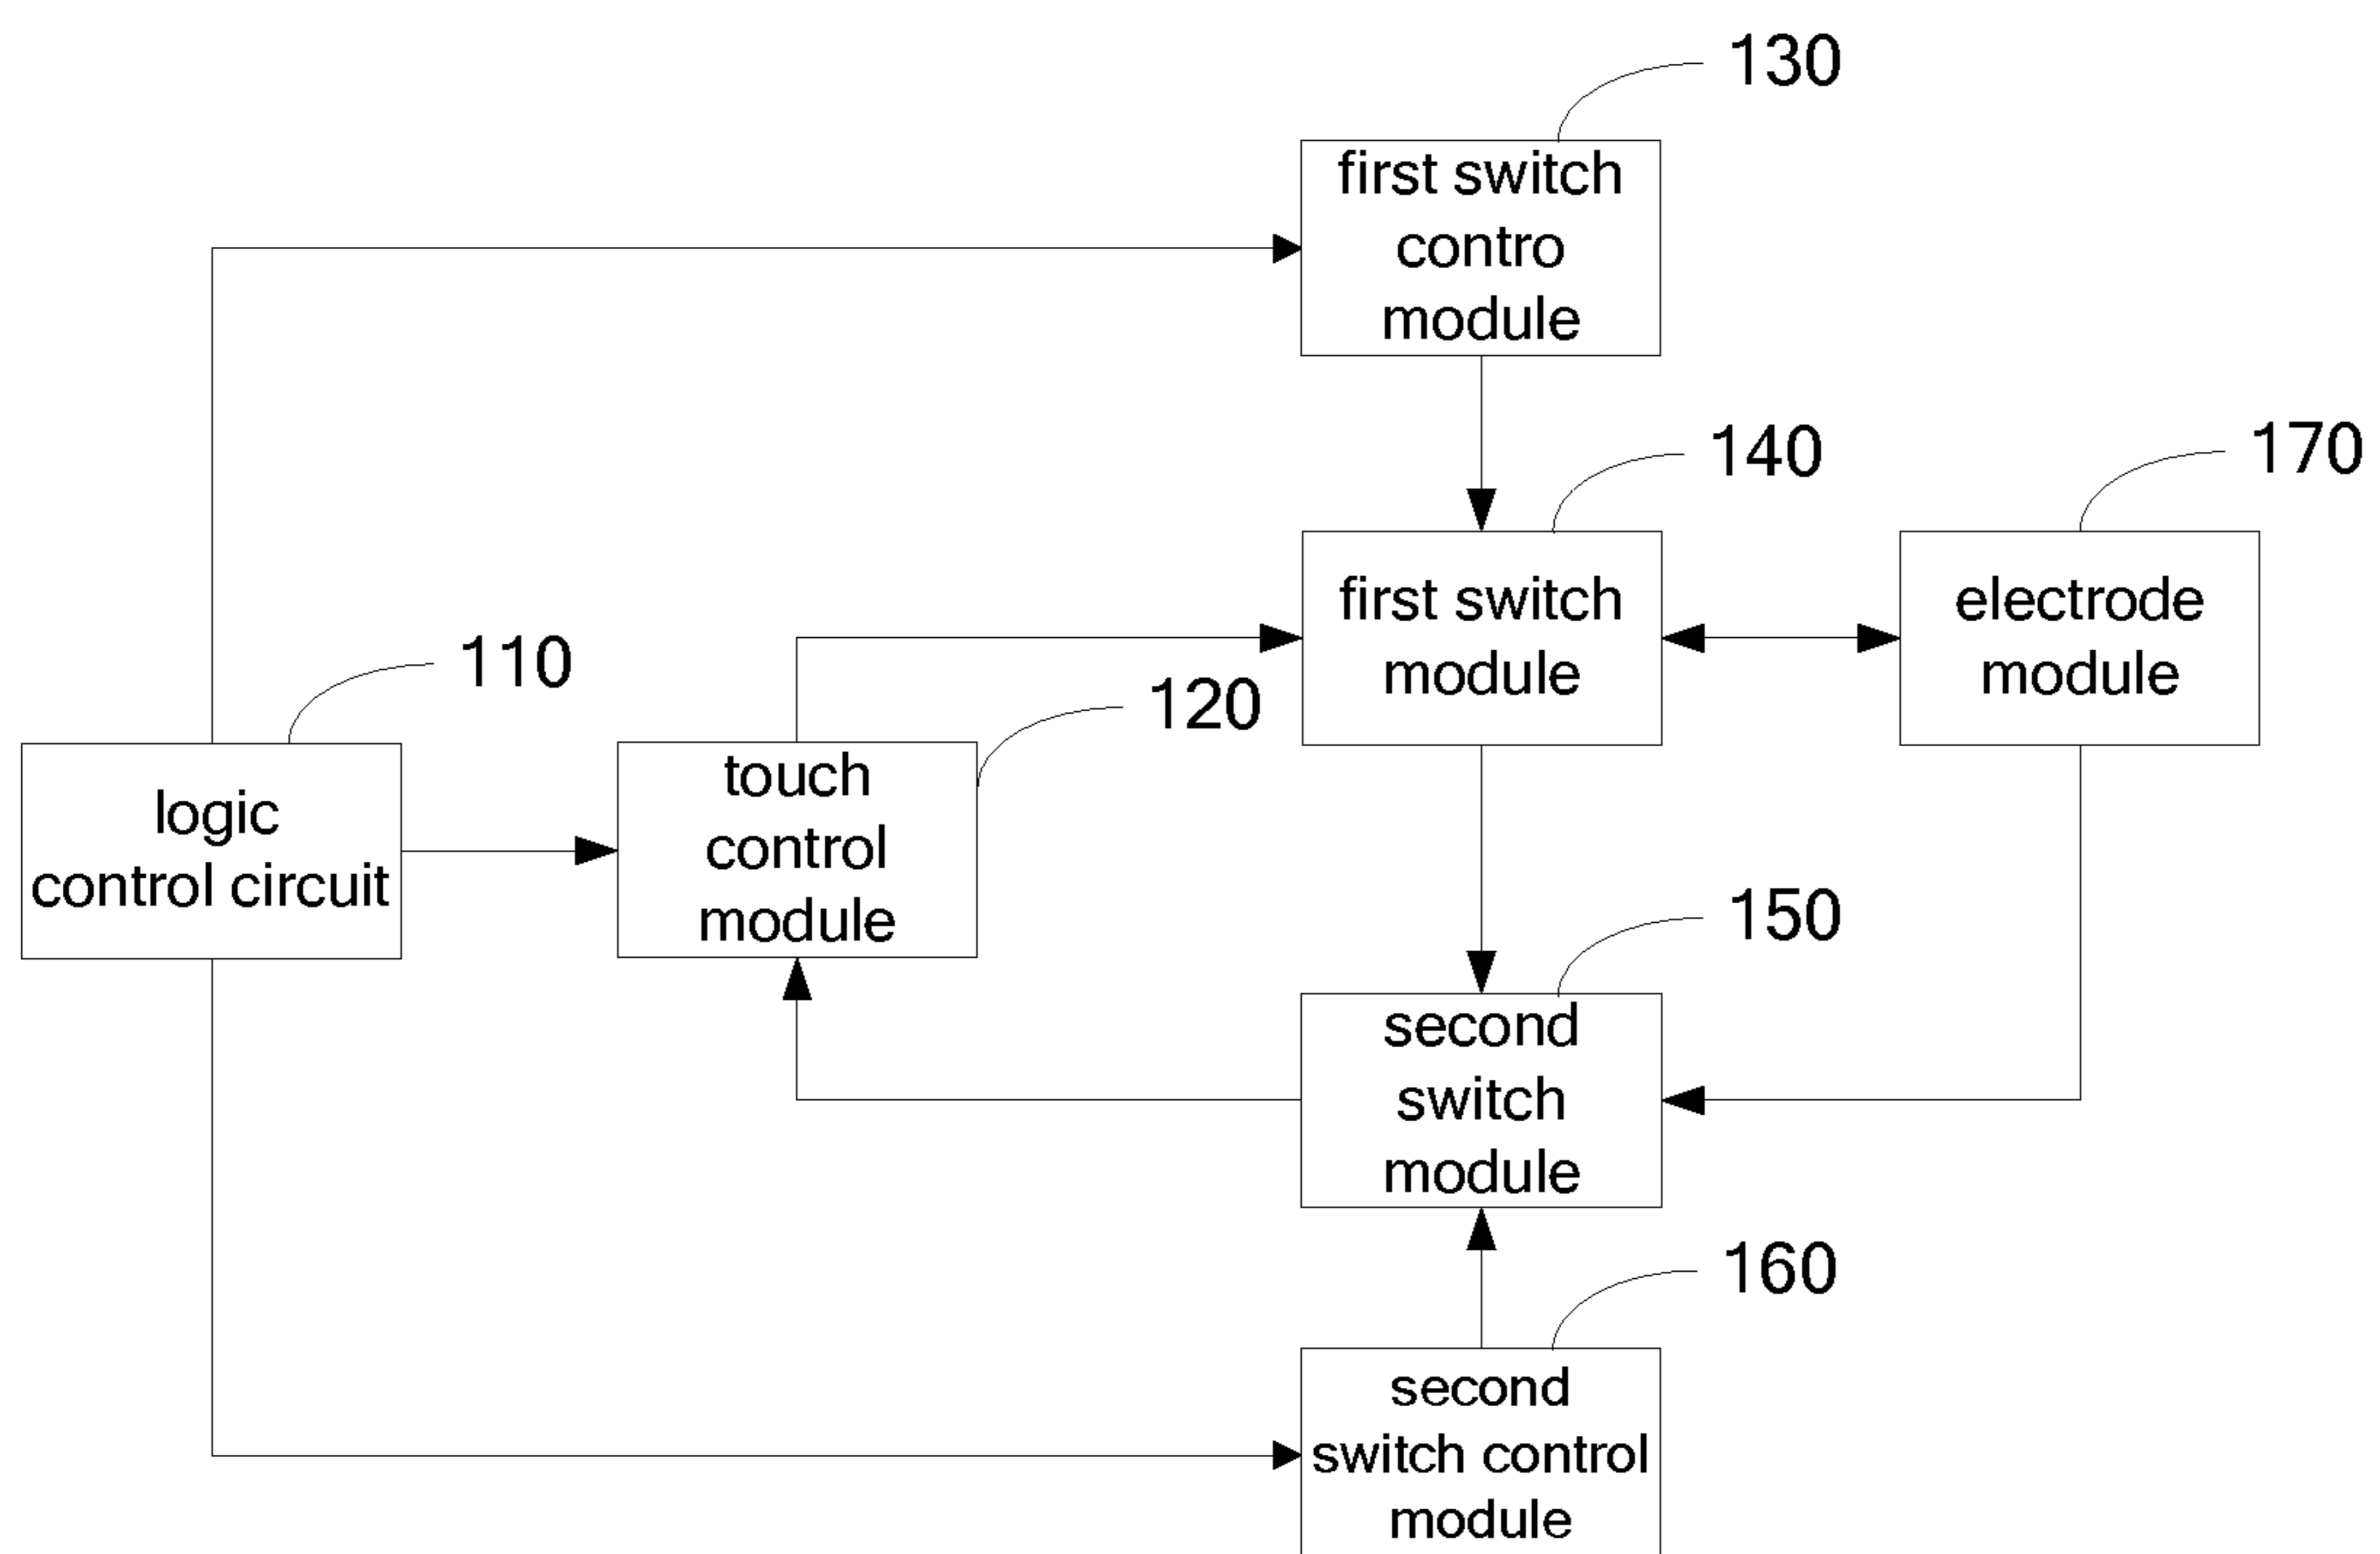 130
first switch
contro
module
140
170
first switch
module
electrode
module
110
120
logic
control circuit
touch
control
module
150
second
switch
module
160
second
switch control
module